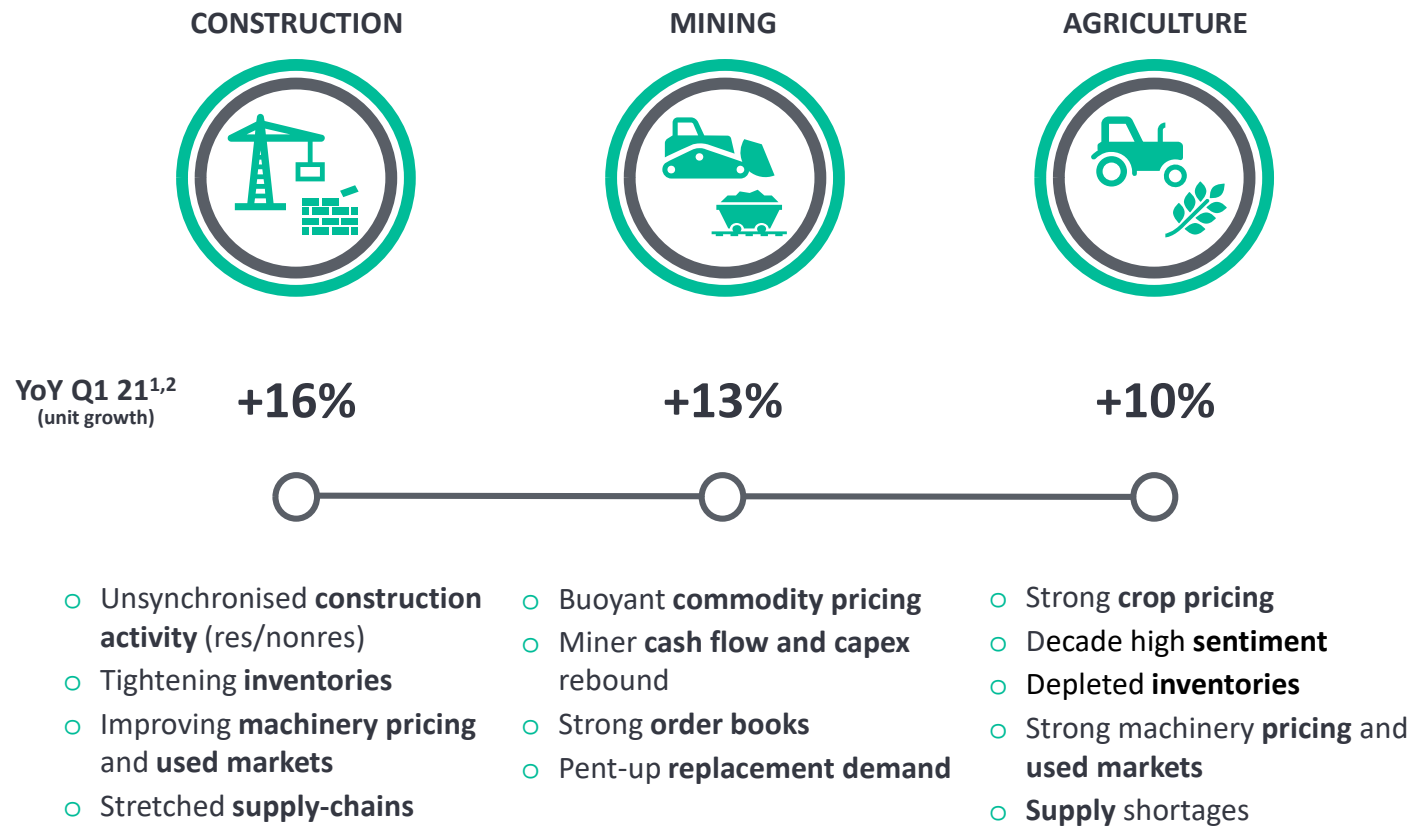 CONSTRUCTION
MINING
AGRICULTURE
YoY Q1 21¹,²
(unit growth)
+16%
+13%
+10%
o Unsynchronised construction
activity (res/nonres)
o Tightening inventories
o Improving machinery pricing
and used markets
o Stretched supply-chains
o Buoyant commodity pricing
o Miner cash flow and capex
rebound
o Strong order books
o Pent-up replacement demand
o Strong crop pricing
o Decade high sentiment
o Depleted inventories
o Strong machinery pricing and
used markets
o Supply shortages